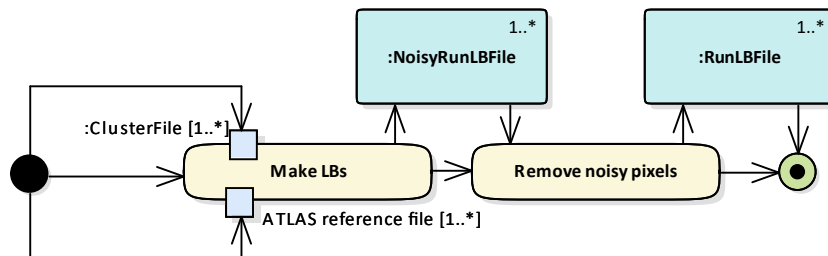 1..*
:NoisyRunLBFile
1..*
:RunLBFile
:ClusterFile [1..*]
Make LBs
Remove noisy pixels
ATLAS reference file [1..*]